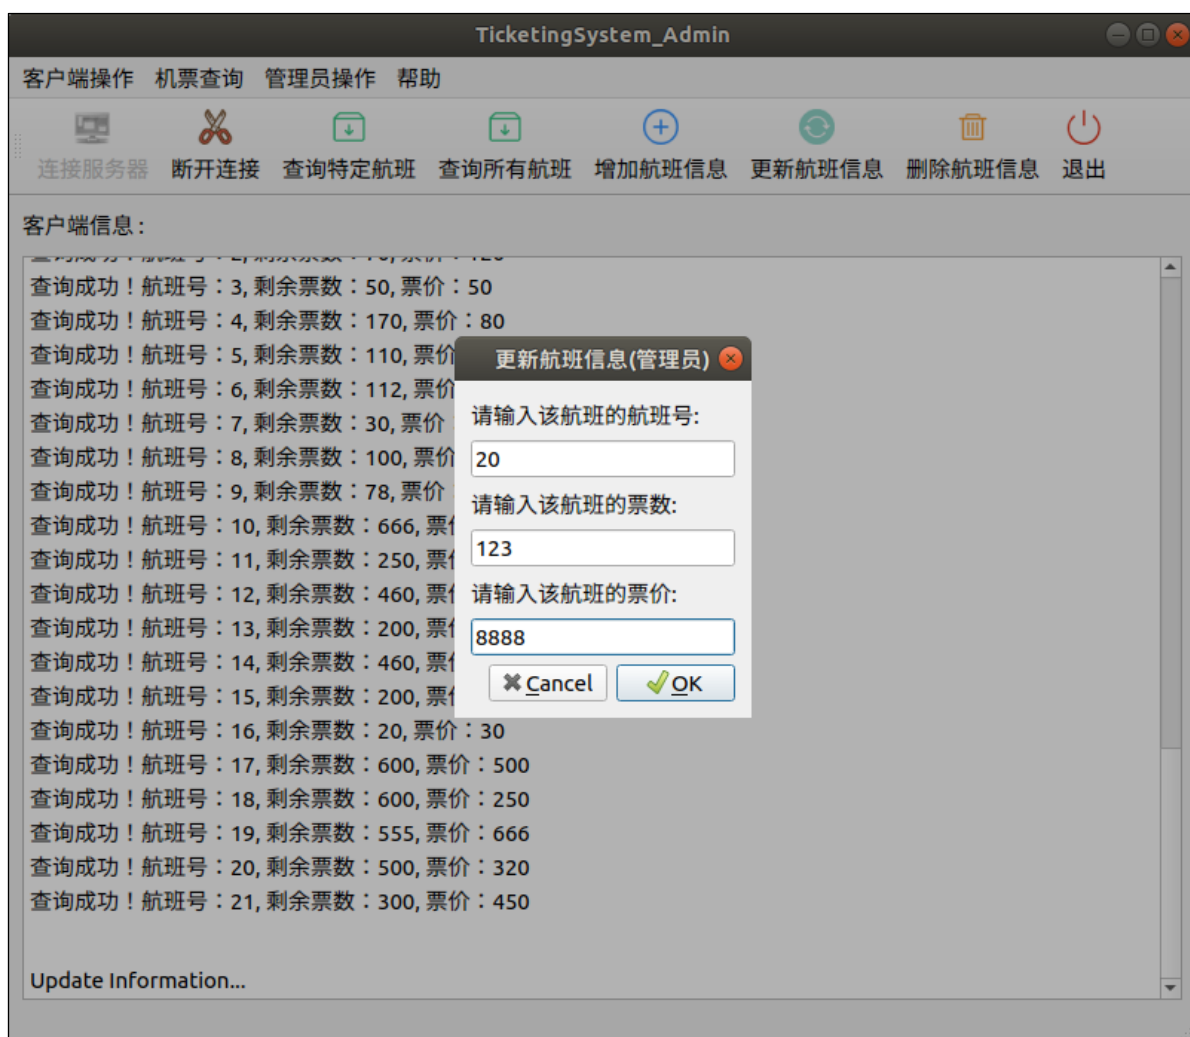 TicketingSystem_Admin
客户端操作 机票查询 管理员操作 帮助
连接服务器 断开连接 查询特定航班 查询所有航班 增加航班信息 更新航班信息 删除航班信息 退出
客户端信息:
查询成功！航班号：2, 剩余票数：70, 票价：120
查询成功！航班号：3, 剩余票数：50, 票价：50
查询成功！航班号：4, 剩余票数：170, 票价：80
查询成功！航班号：5, 剩余票数：110, 票价
查询成功！航班号：6, 剩余票数：112, 票价
查询成功！航班号：7, 剩余票数：30, 票价
查询成功！航班号：8, 剩余票数：100, 票价
查询成功！航班号：9, 剩余票数：78, 票价
查询成功！航班号：10, 剩余票数：666, 票
查询成功！航班号：11, 剩余票数：250, 票
查询成功！航班号：12, 剩余票数：460, 票
查询成功！航班号：13, 剩余票数：200, 票
查询成功！航班号：14, 剩余票数：460, 票
查询成功！航班号：15, 剩余票数：200, 票
查询成功！航班号：16, 剩余票数：20, 票价：30
查询成功！航班号：17, 剩余票数：600, 票价：500
查询成功！航班号：18, 剩余票数：600, 票价：250
查询成功！航班号：19, 剩余票数：555, 票价：666
查询成功！航班号：20, 剩余票数：500, 票价：320
查询成功！航班号：21, 剩余票数：300, 票价：450
Update Information...
更新航班信息(管理员)
请输入该航班的航班号:
20
请输入该航班的票数:
123
请输入该航班的票价:
8888
Cancel OK